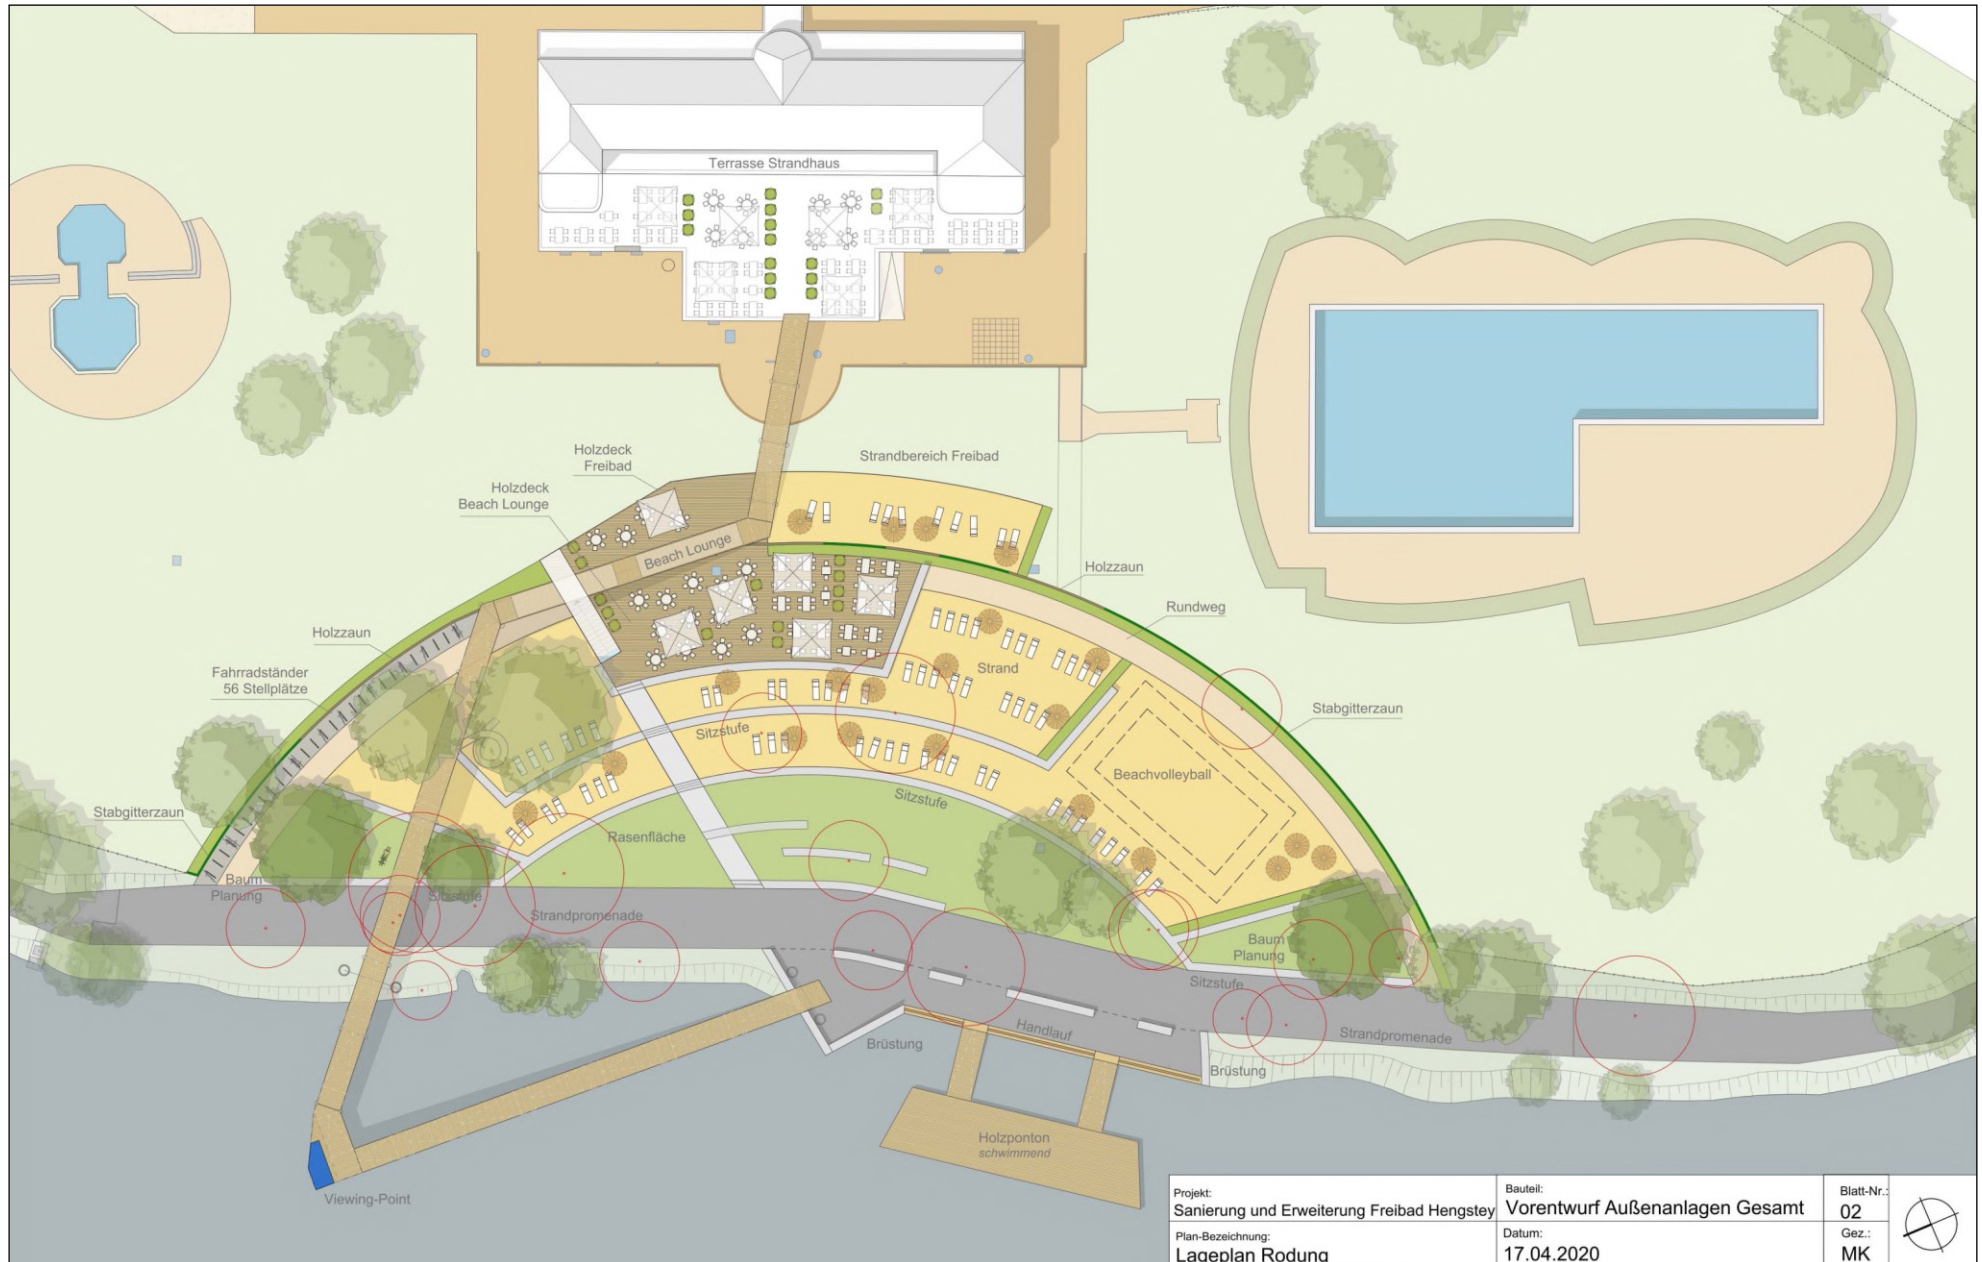 Terrasse Strandhaus
Holzdeck
Freibad
Strandbereich Freibad
Holzdeck
Beach Lounge
Beach Lounge
Holzzaun
Rundweg
Holzzaun
Strand
Fahrradständer
56 Stellplätze
Stabgitterzaun
Sitzstufe
Beachvolleyball
Sitzstufe
Stabgitterzaun
Rasenfläche
Baum
Planung
Sitzstufe
Strandpromenade
Baum
Planung
Sitzstufe
Handlauf
Strandpromenade
Brüstung
Brüstung
Holzponton
schwimmend
Viewing-Point
Projekt:
Sanierung und Erweiterung Freibad Hengstey
Bauteil:
Vorentwurf Außenanlagen Gesamt
Blatt-Nr.:
02
Plan-Bezeichnung:
Lageplan Rodung
Datum:
17.04.2020
Gez.:
MK